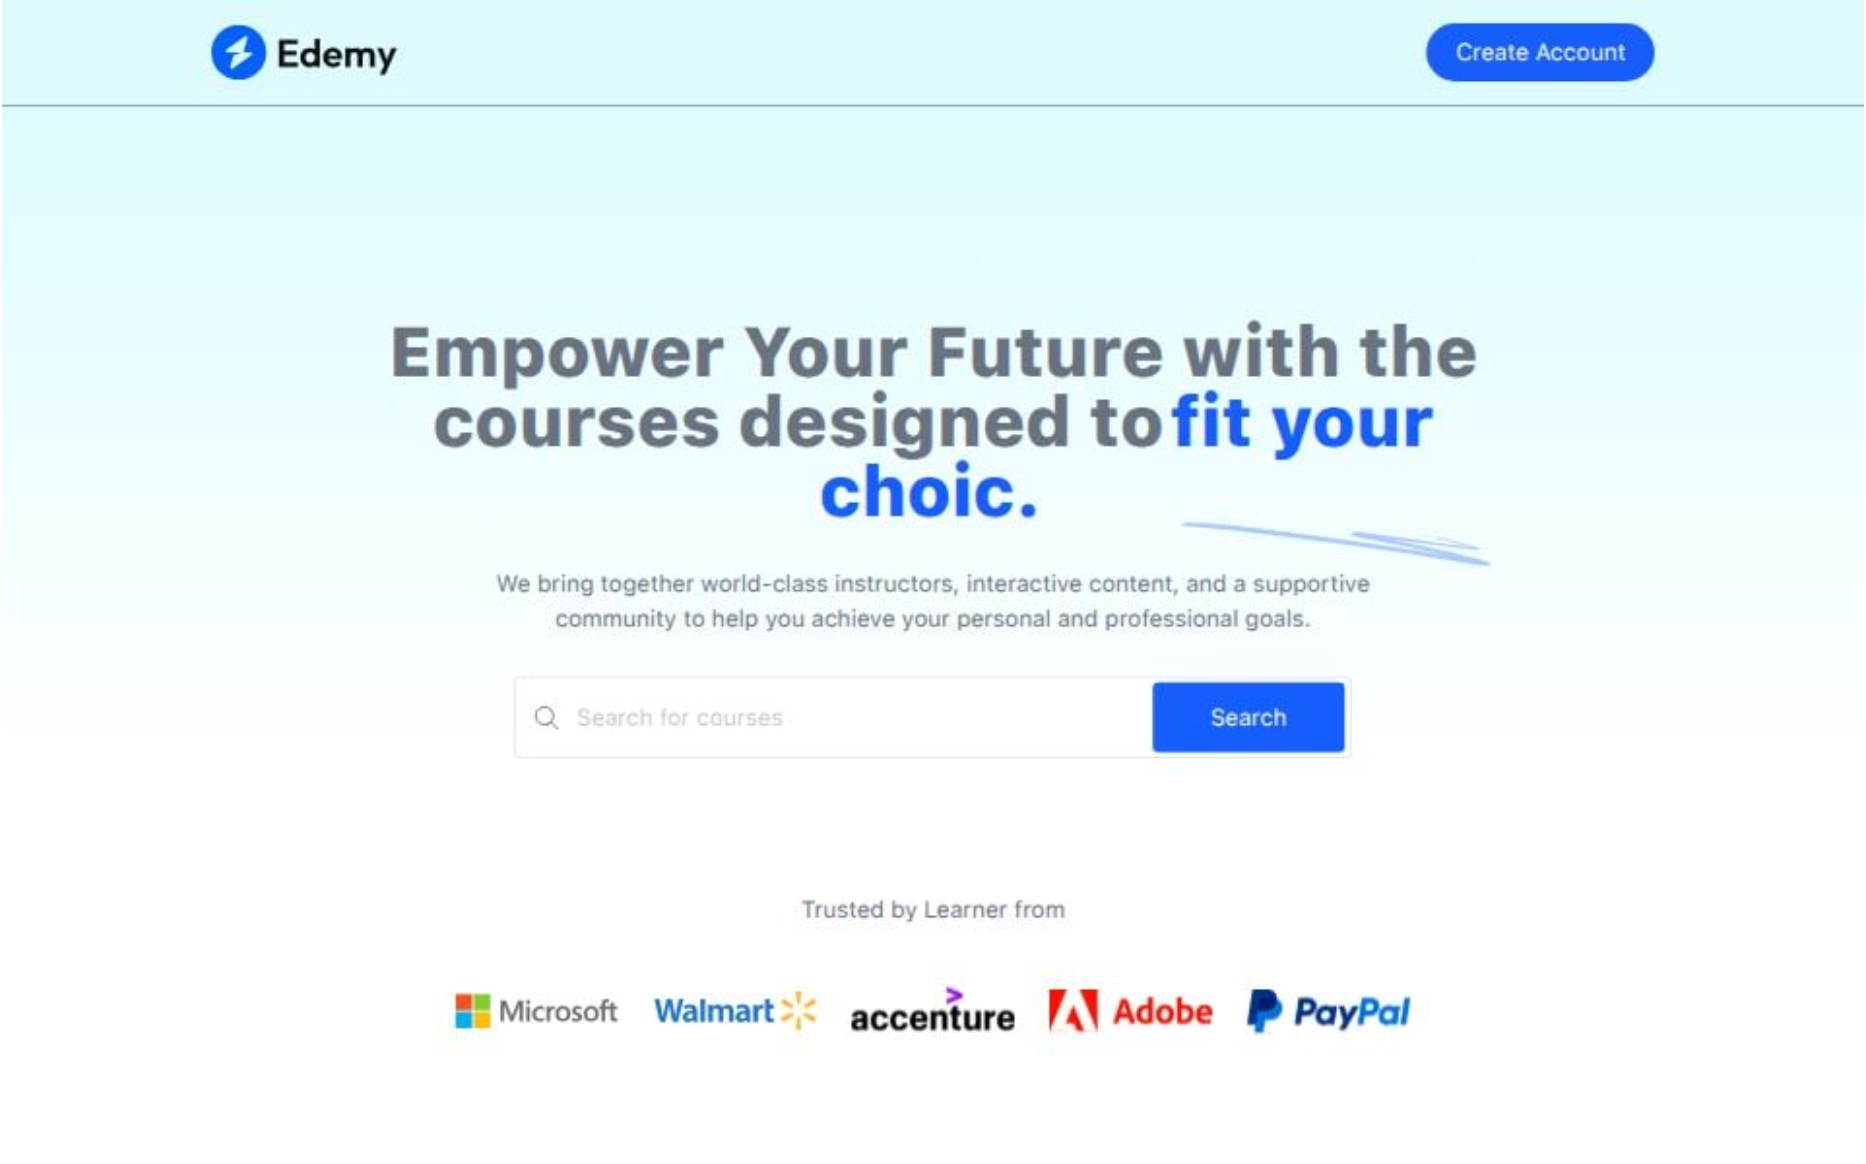 Edemy
Create Account
Empower Your Future with the
courses designed to fit your
choic.
We bring together world-class instructors, interactive content, and a supportive
community to help you achieve your personal and professional goals.
Search for courses
Search
Trusted by Learner from
Microsoft
Walmart
accenture
Adobe
PayPal